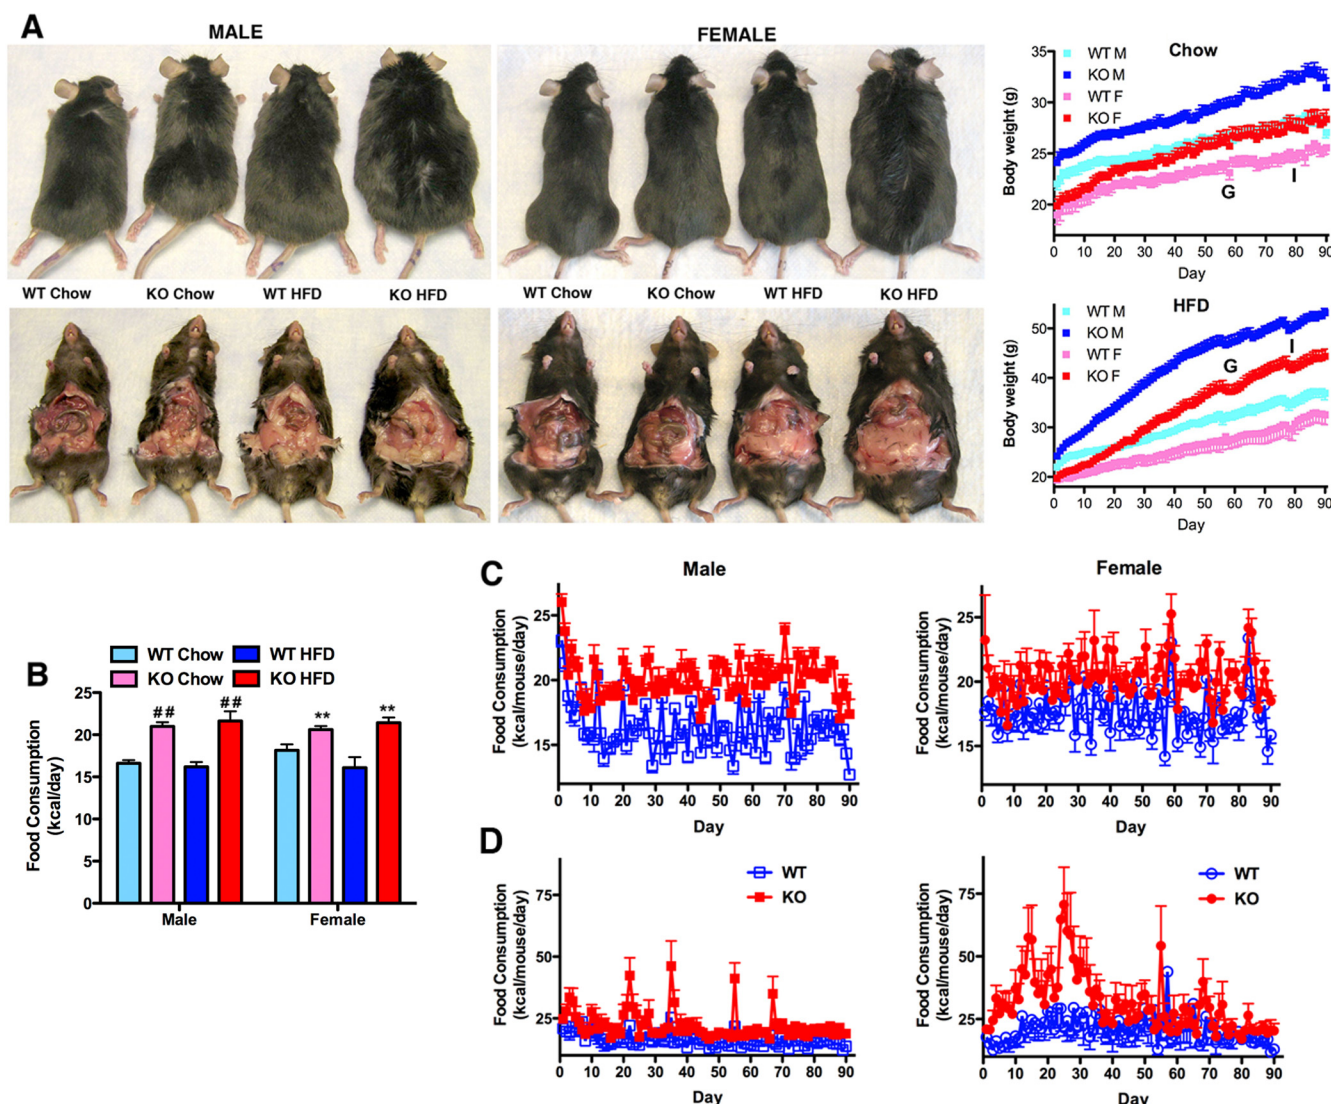 A
MALE
FEMALE
WT Chow
KO Chow
WT HFD
KO HFD
WT Chow
KO Chow
WT HFD
KO HFD
Chow
WT M
KO M
WT F
KO F
Body weight (g)
35
30
25
20
G
I
0 10 20 30 40 50 60 70 80 90
Day
HFD
WT M
KO M
WT F
KO F
Body weight (g)
50
40
30
20
G
I
0 10 20 30 40 50 60 70 80 90
Day
B
WT Chow
WT HFD
KO Chow
KO HFD
Food Consumption
(kcal/day)
25
20
15
10
5
0
##
##
**
**
Male
Female
C
Male
Food Consumption
(kcal/mouse/day)
25
20
15
0 10 20 30 40 50 60 70 80 90
Day
Female
Food Consumption
(kcal/mouse/day)
25
20
15
0 10 20 30 40 50 60 70 80 90
Day
D
WT
KO
Food Consumption
(kcal/mouse/day)
75
50
25
0 10 20 30 40 50 60 70 80 90
Day
WT
KO
Food Consumption
(kcal/mouse/day)
75
50
25
0 10 20 30 40 50 60 70 80 90
Day